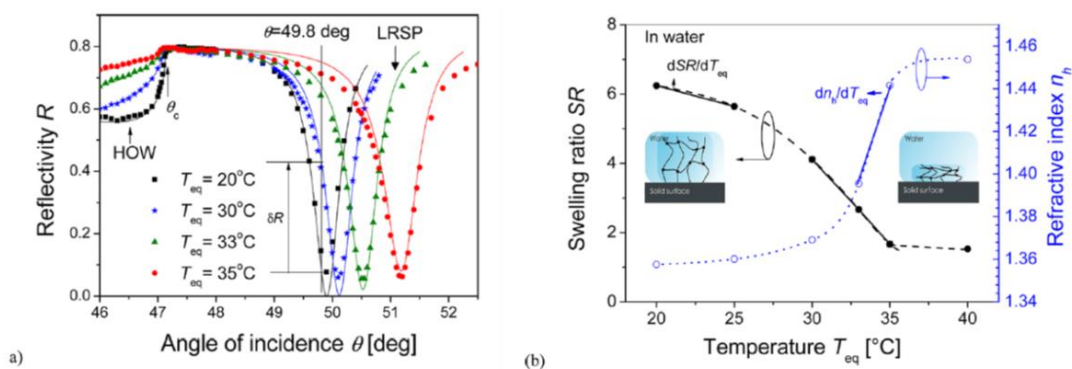 θ=49.8 deg
LRSP
θc
HOW
δR
Teq = 20°C
Teq = 30°C
Teq = 33°C
Teq = 35°C
0.8
0.6
0.4
0.2
0.0
Reflectivity R
46 47 48 49 50 51 52
Angle of incidence θ [deg]
a)
In water
dSR/dTeq
dnh/dTeq
Water
Solid surface
Water
Solid surface
8
6
4
2
0
Swelling ratio SR
1.46
1.44
1.42
1.40
1.38
1.36
1.34
Refractive index nh
20 25 30 35 40
Temperature Teq [°C]
(b)